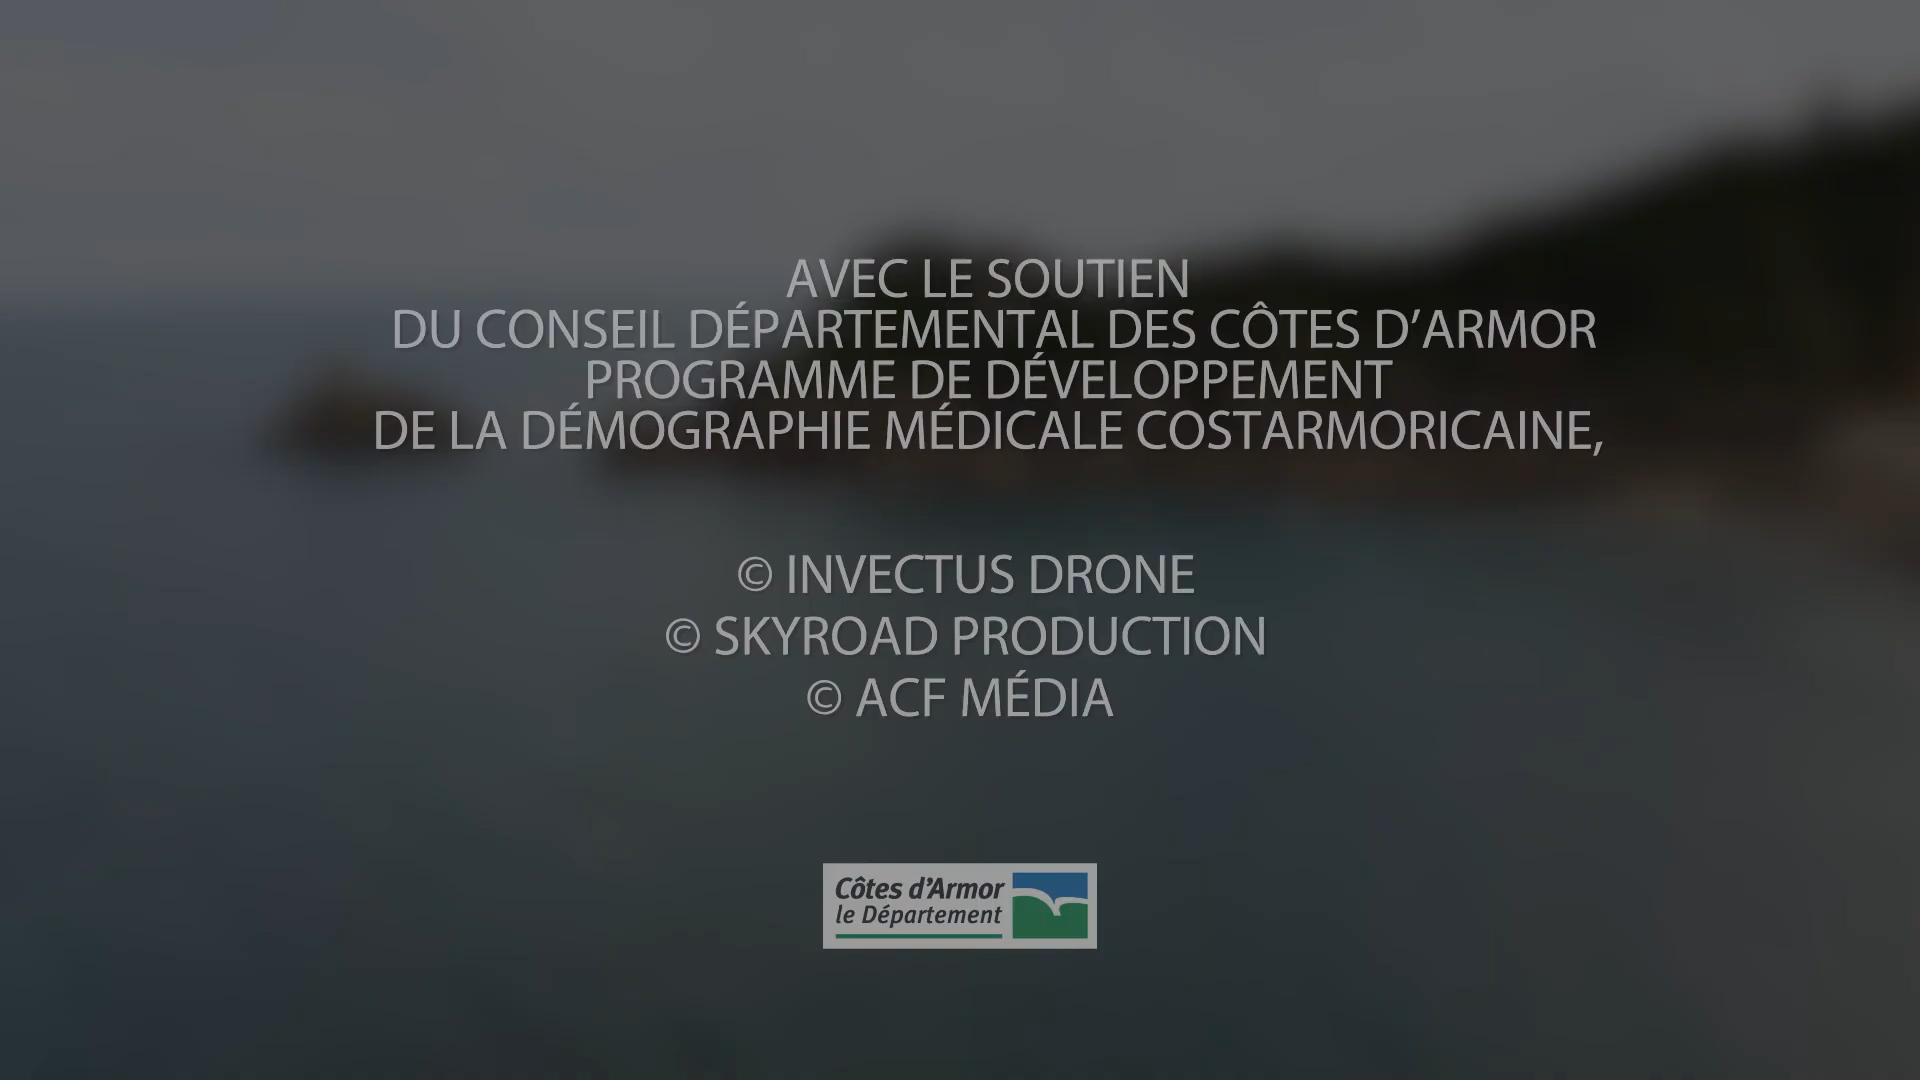 AVEC LE SOUTIEN
DU CONSEIL DÉPARTEMENTAL DES CÔTES D’ARMOR
PROGRAMME DE DÉVELOPPEMENT
DE LA DÉMOGRAPHIE MÉDICALE COSTARMORICAINE,
© INVECTUS DRONE
© SKYROAD PRODUCTION
© ACF MÉDIA
Côtes d’Armor
le Département